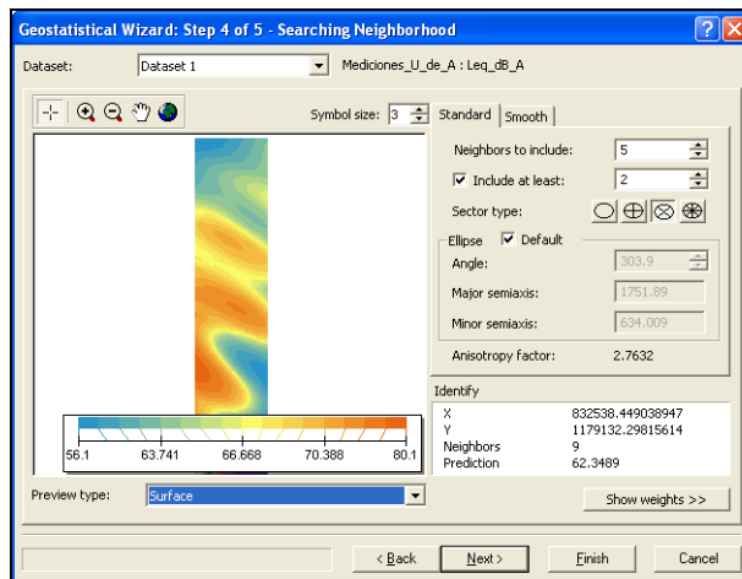 Geostatistical Wizard: Step 4 of 5 - Searching Neighborhood
Dataset: Dataset 1 Mediciones_U_de_A : Leq_dB_A
Symbol size: 3
Standard Smooth
Neighbors to include: 5
Include at least: 2
Sector type:
Ellipse Default
Angle: 303.9
Major semiaxis: 1751.89
Minor semiaxis: 634.009
Anisotropy factor: 2.7632
Identify
X 832538.449038947
Y 1179132.29815614
Neighbors 9
Prediction 62.3489
56.1 63.741 66.668 70.388 80.1
Preview type: Surface
Show weights >>
< Back Next > Finish Cancel